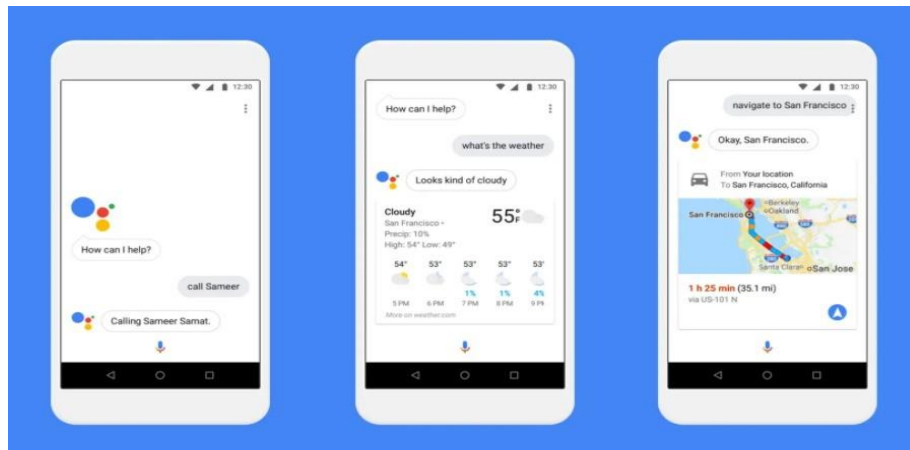 12:30
How can I help?
call Sameer
Calling Sameer Samat.
12:30
How can I help?
what's the weather
Looks kind of cloudy
Cloudy
55°F
San Francisco -
Precip: 10%
High: 54° Low: 49°
54° 53° 53° 53° 53°
1% 1% 4%
5 PM 6 PM 7 PM 8 PM 9 PM
More on weather.com
12:30
navigate to San Francisco
Okay, San Francisco.
From Your location
To San Francisco, California
Berkeley
Oakland
San Francisco
Santa Clara
San Jose
1 h 25 min (35.1 mi)
via US-101 N